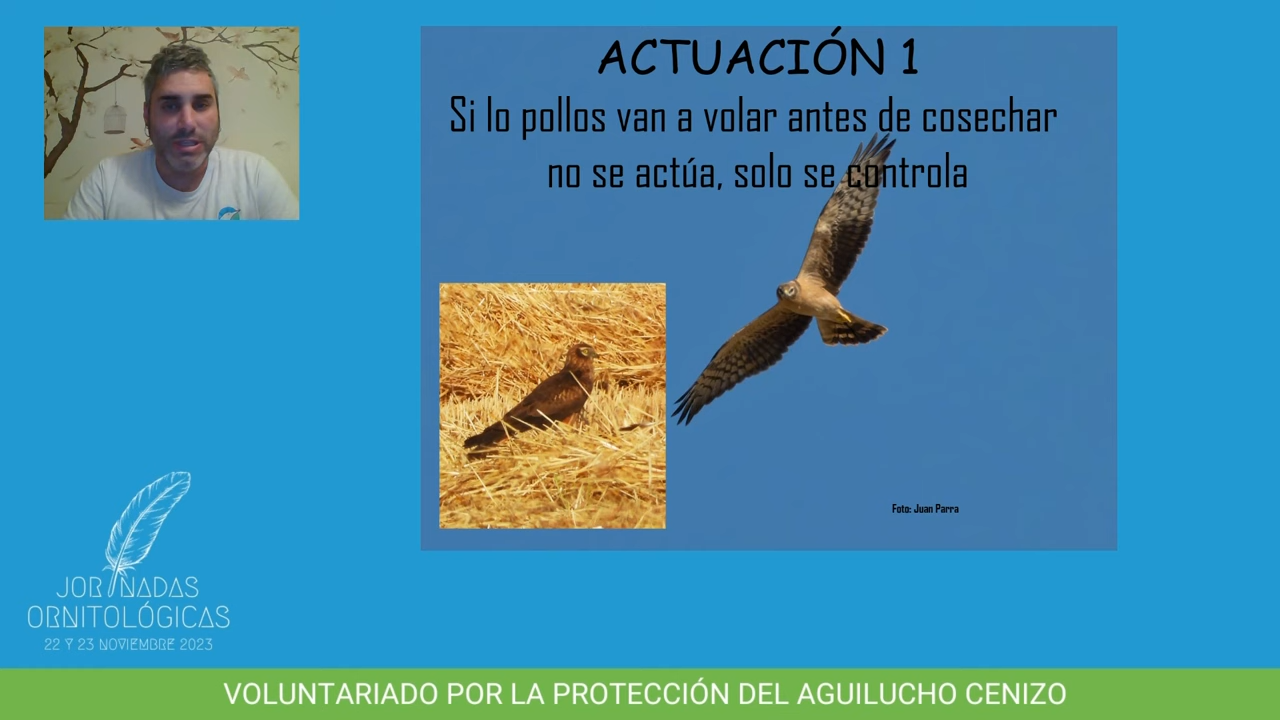 ACTUACIÓN 1
Si lo pollos van a volar antes de cosechar
no se actúa, solo se controla
Foto: Juan Parra
JORNADAS
ORNITOLÓGICAS
22 Y 23 NOVIEMBRE 2023
VOLUNTARIADO POR LA PROTECCIÓN DEL AGUILUCHO CENIZO